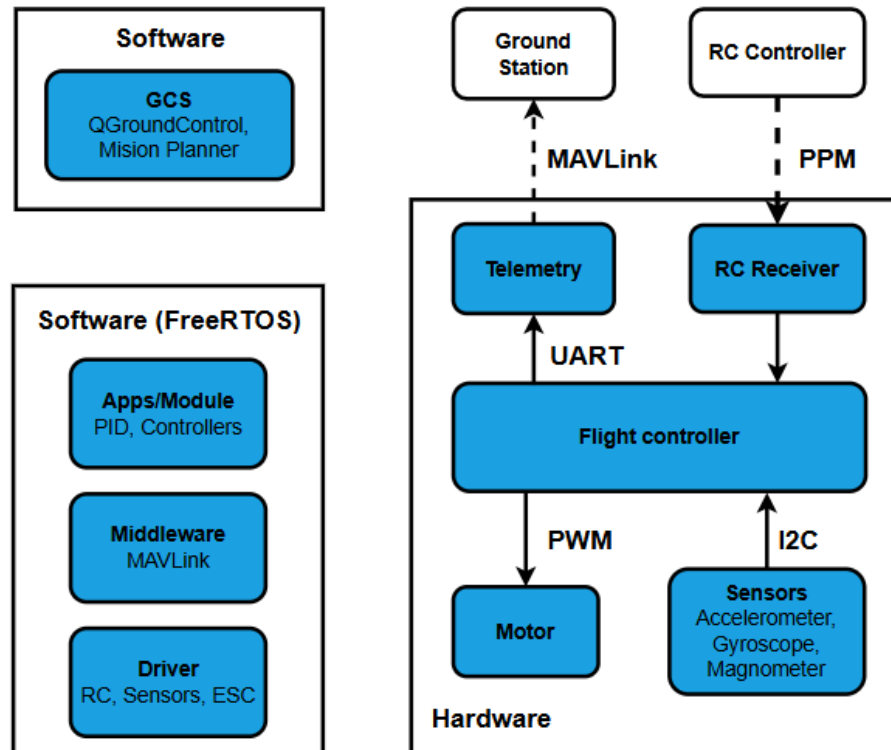 Software
GCS
QGroundControl,
Mision Planner
Software (FreeRTOS)
Apps/Module
PID, Controllers
Middleware
MAVLink
Driver
RC, Sensors, ESC
Ground
Station
RC Controller
MAVLink
PPM
Telemetry
RC Receiver
UART
Flight controller
PWM
I2C
Motor
Sensors
Accelerometer,
Gyroscope,
Magnometer
Hardware